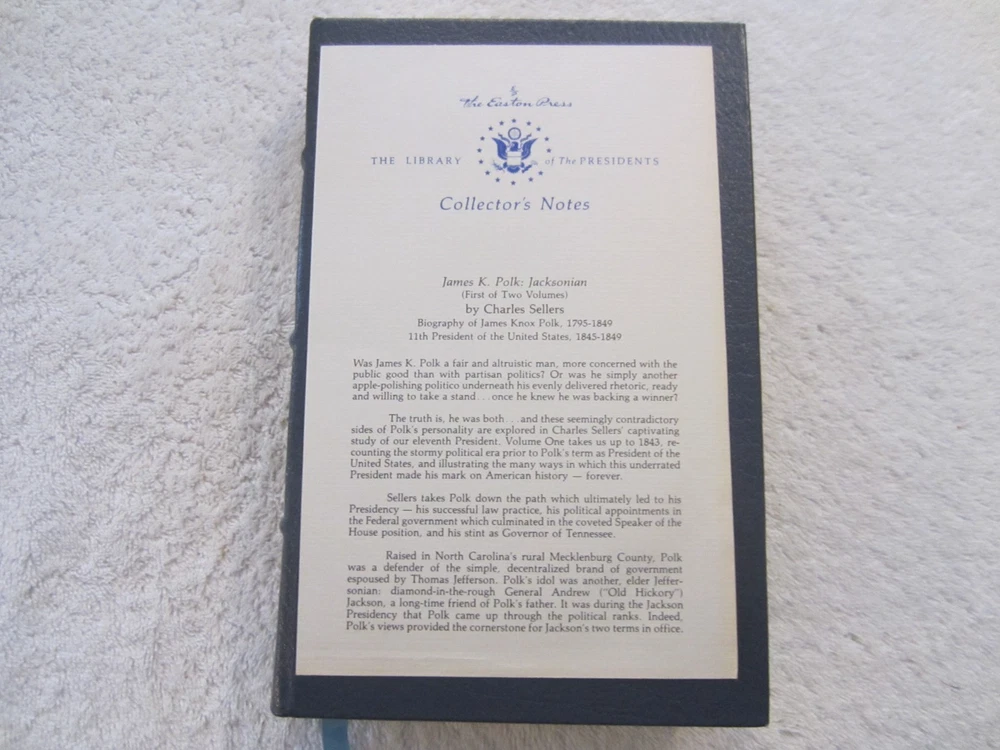 The Easton Press
THE LIBRARY of The PRESIDENTS
Collector's Notes
James K. Polk: Jacksonian
(First of Two Volumes)
by Charles Sellers
Biography of James Knox Polk, 1795-1849
11th President of the United States, 1845-1849
Was James K. Polk a fair and altruistic man, more concerned with the
public good than with partisan politics? Or was he simply another
apple-polishing politico underneath his evenly delivered rhetoric, ready
and willing to take a stand . . . once he knew he was backing a winner?
The truth is, he was both . . . and these seemingly contradictory
sides of Polk's personality are explored in Charles Sellers' captivating
study of our eleventh President. Volume One takes us up to 1843, re-
counting the stormy political era prior to Polk's term as President of the
United States, and illustrating the many ways in which this underrated
President made his mark on American history — forever.
Sellers takes Polk down the path which ultimately led to his
Presidency — his successful law practice, his political appointments in
the Federal government which culminated in the coveted Speaker of the
House position, and his stint as Governor of Tennessee.
Raised in North Carolina's rural Mecklenburg County, Polk
was a defender of the simple, decentralized brand of government
espoused by Thomas Jefferson. Polk's idol was another, elder Jeffer-
sonian: diamond-in-the-rough General Andrew ("Old Hickory")
Jackson, a long-time friend of Polk's father. It was during the Jackson
Presidency that Polk came up through the political ranks. Indeed,
Polk's views provided the cornerstone for Jackson's two terms in office.